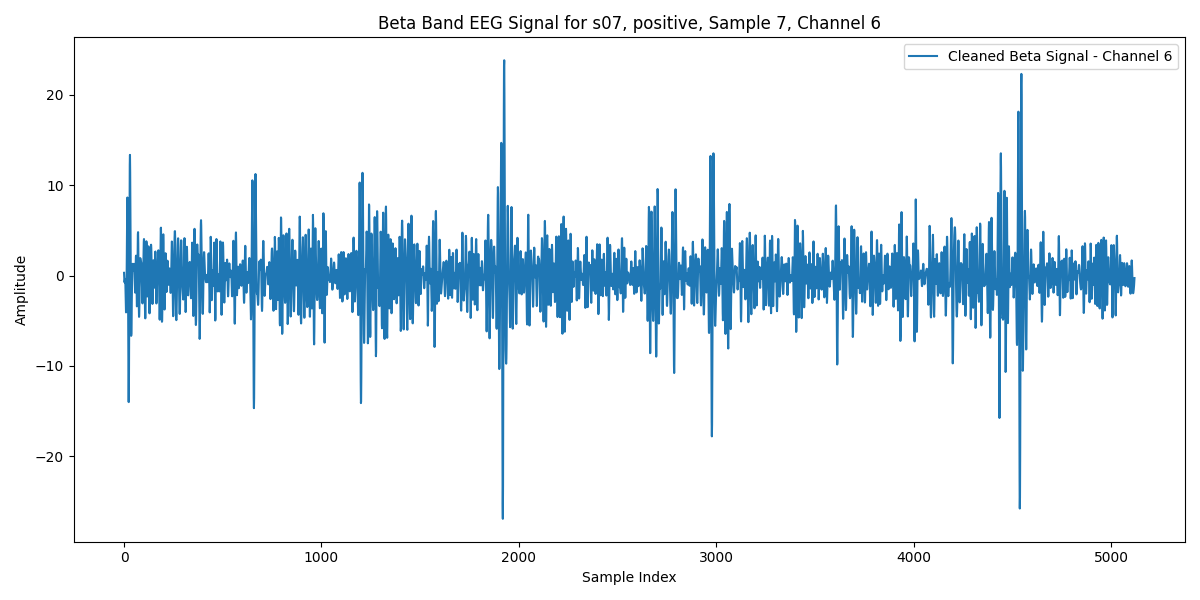 Beta Band EEG Signal for s07, positive, Sample 7, Channel 6
Cleaned Beta Signal - Channel 6
Amplitude
20
10
0
−10
−20
0 1000 2000 3000 4000 5000
Sample Index